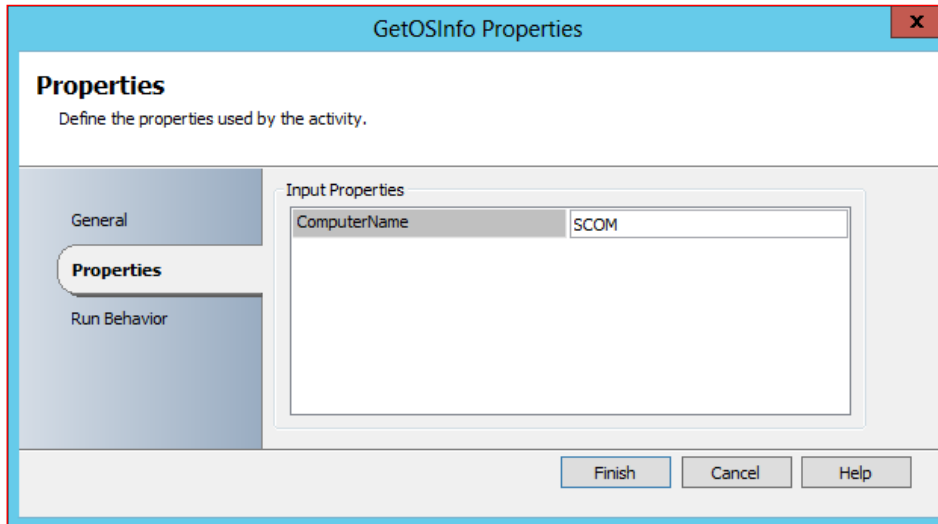 GetOSInfo Properties
x
Properties
Define the properties used by the activity.
General
Properties
Run Behavior
Input Properties
ComputerName SCOM
Finish Cancel Help